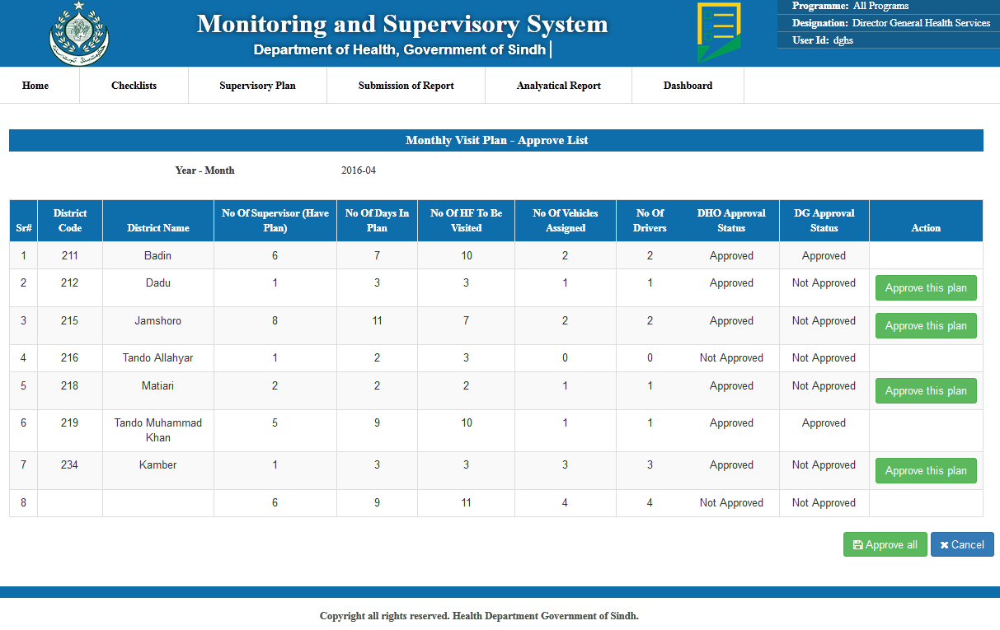 Monitoring and Supervisory System
Department of Health, Government of Sindh
Programme: All Programs
Designation: Director General Health Services
User Id: dghs
Home Checklists Supervisory Plan Submission of Report Analyatical Report Dashboard
Monthly Visit Plan - Approve List
Year - Month 2016-04
Sr# District Code District Name No Of Supervisor (Have Plan) No Of Days In Plan No Of HF To Be Visited No Of Vehicles Assigned No Of Drivers DHO Approval Status DG Approval Status Action
1 211 Badin 6 7 10 2 2 Approved Approved
2 212 Dadu 1 3 3 1 1 Approved Not Approved Approve this plan
3 215 Jamshoro 8 11 7 2 2 Approved Not Approved Approve this plan
4 216 Tando Allahyar 1 2 3 0 0 Not Approved Not Approved
5 218 Matiari 2 2 2 1 1 Approved Not Approved Approve this plan
6 219 Tando Muhammad Khan 5 9 10 1 1 Approved Approved
7 234 Kamber 1 3 3 3 3 Approved Not Approved Approve this plan
8 6 9 11 4 4 Not Approved Not Approved
Approve all Cancel
Copyright all rights reserved. Health Department Government of Sindh.